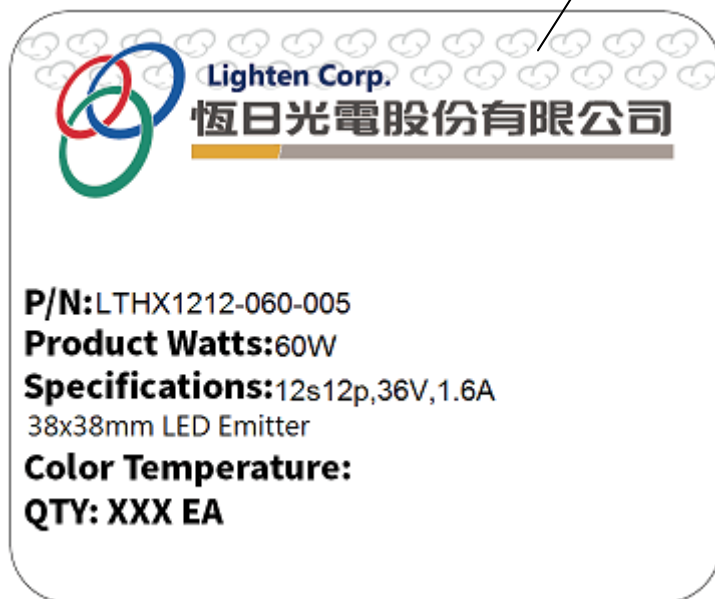 Lighten Corp.
恆日光電股份有限公司
P/N:LTHX1212-060-005
Product Watts:60W
Specifications:12s12p,36V,1.6A
38x38mm LED Emitter
Color Temperature:
QTY: XXX EA